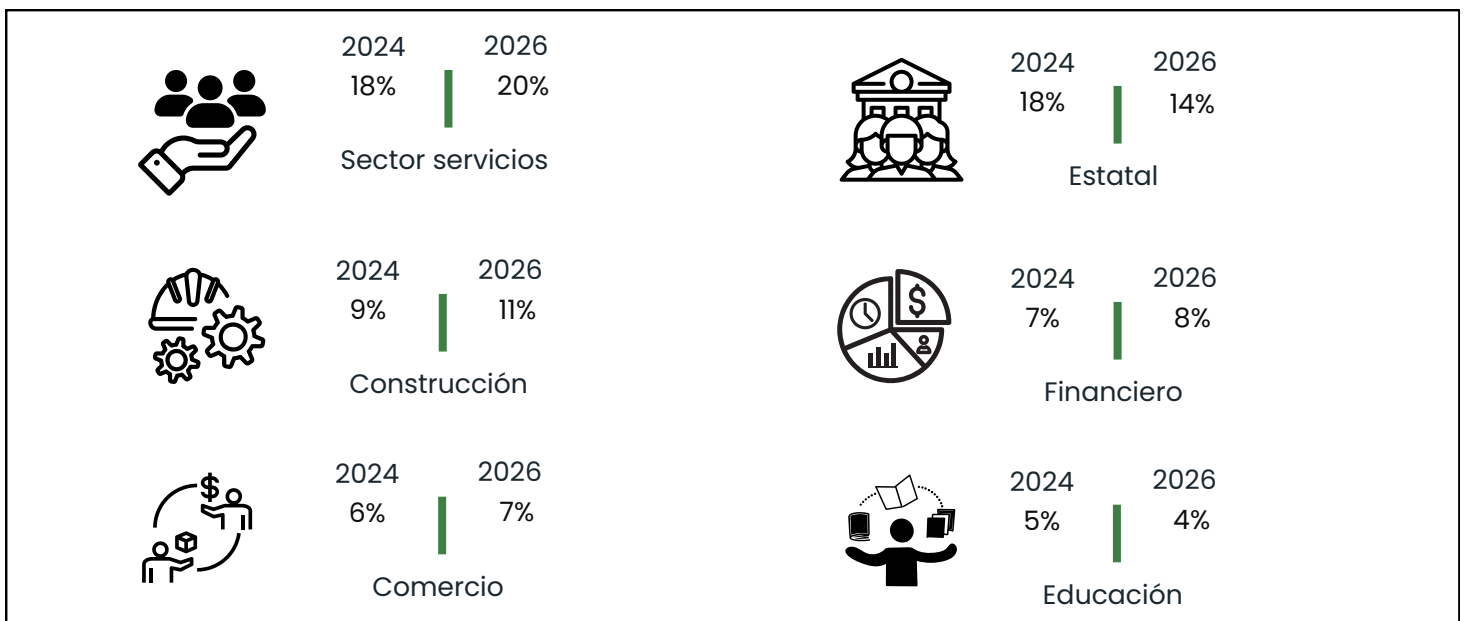 2024 2026
18% 20%
Sector servicios
2024 2026
18% 14%
Estatal
2024 2026
9% 11%
Construcción
2024 2026
7% 8%
Financiero
2024 2026
6% 7%
Comercio
2024 2026
5% 4%
Educación